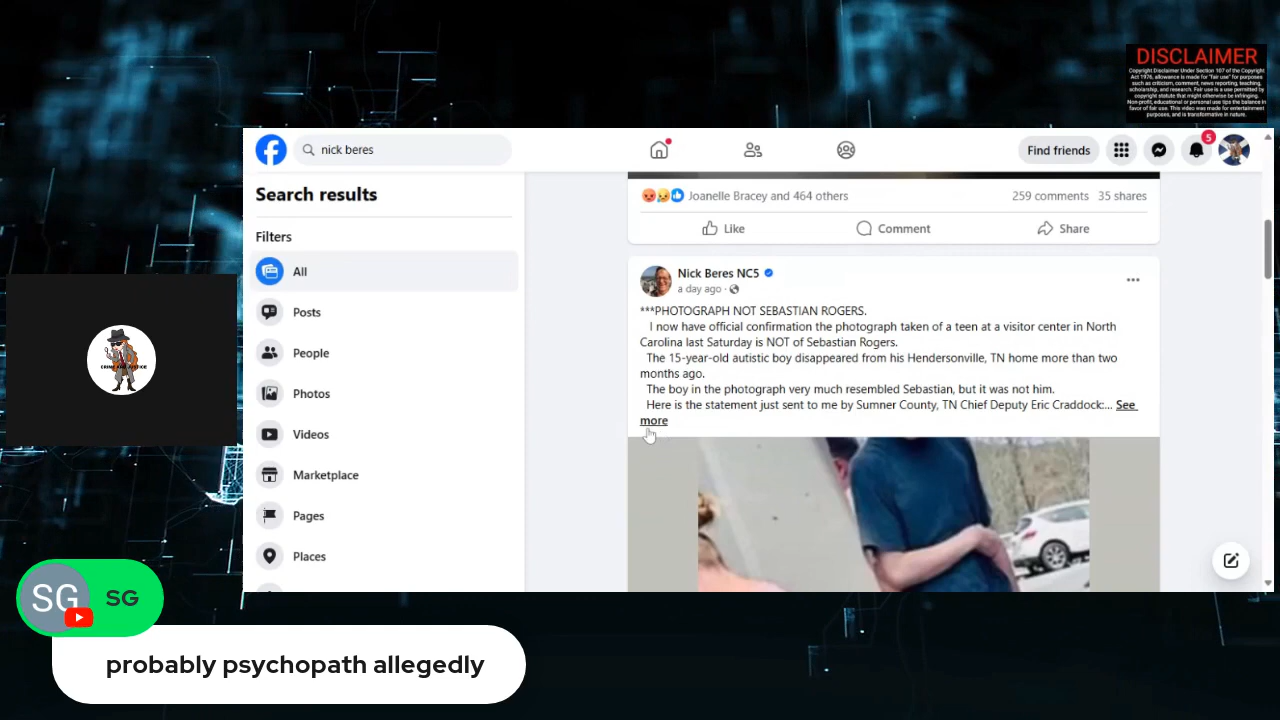 DISCLAIMER
Copyright Disclaimer Under Section 107 of the Copyright
Act 1976, allowance is made for "fair use" for purposes
such as criticism, comment, news reporting, teaching,
scholarship, and research. Fair use is a use permitted by
copyright statute that might otherwise be infringing.
Non-profit, educational or personal use tips the balance in
favor of fair use. This video was made for entertainment
purposes, and is transformative in nature.
nick beres
Find friends
5
Search results
Filters
All
Posts
People
Photos
Videos
Marketplace
Pages
Places
Joanelle Bracey and 464 others
259 comments 35 shares
Like
Comment
Share
Nick Beres NC5
a day ago
***PHOTOGRAPH NOT SEBASTIAN ROGERS.
I now have official confirmation the photograph taken of a teen at a visitor center in North
Carolina last Saturday is NOT of Sebastian Rogers.
The 15-year-old autistic boy disappeared from his Hendersonville, TN home more than two
months ago.
The boy in the photograph very much resembled Sebastian, but it was not him.
Here is the statement just sent to me by Sumner County, TN Chief Deputy Eric Craddock:... See
more
CRIME AND JUSTICE
SG
SG
probably psychopath allegedly